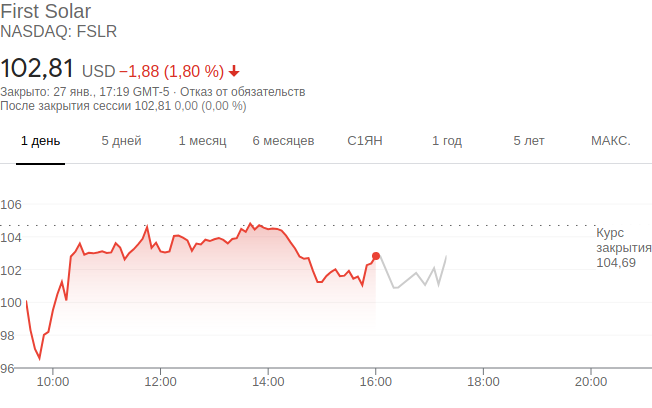 First Solar
NASDAQ: FSLR
102,81 USD −1,88 (1,80 %)
Закрыто: 27 янв., 17:19 GMT-5 · Отказ от обязательств
После закрытия сессии 102,81 0,00 (0,00 %)
1 день 5 дней 1 месяц 6 месяцев С1ЯН 1 год 5 лет МАКС.
106
104
102
100
98
96
Курс
закрытия
104,69
10:00 12:00 14:00 16:00 18:00 20:00